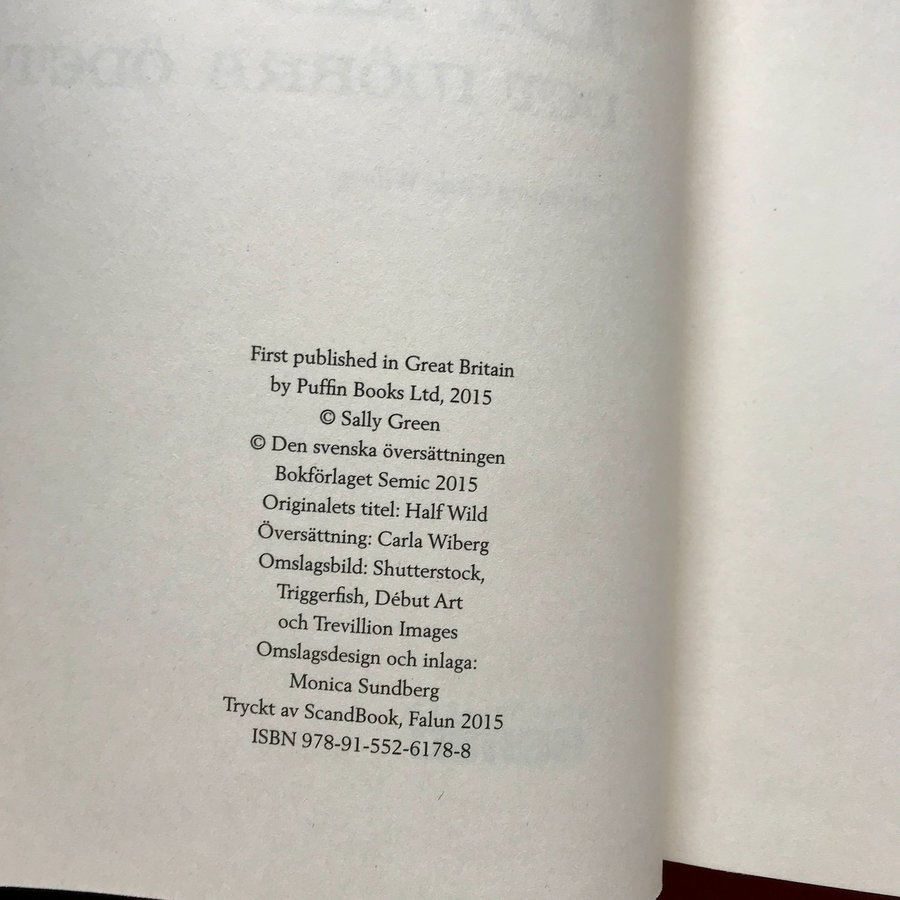 First published in Great Britain
by Puffin Books Ltd, 2015
© Sally Green
© Den svenska översättningen
Bokförlaget Semic 2015
Originalets titel: Half Wild
Översättning: Carla Wiberg
Omslagsbild: Shutterstock,
Triggerfish, Début Art
och Trevillion Images
Omslagsdesign och inlaga:
Monica Sundberg
Tryckt av ScandBook, Falun 2015
ISBN 978-91-552-6178-8